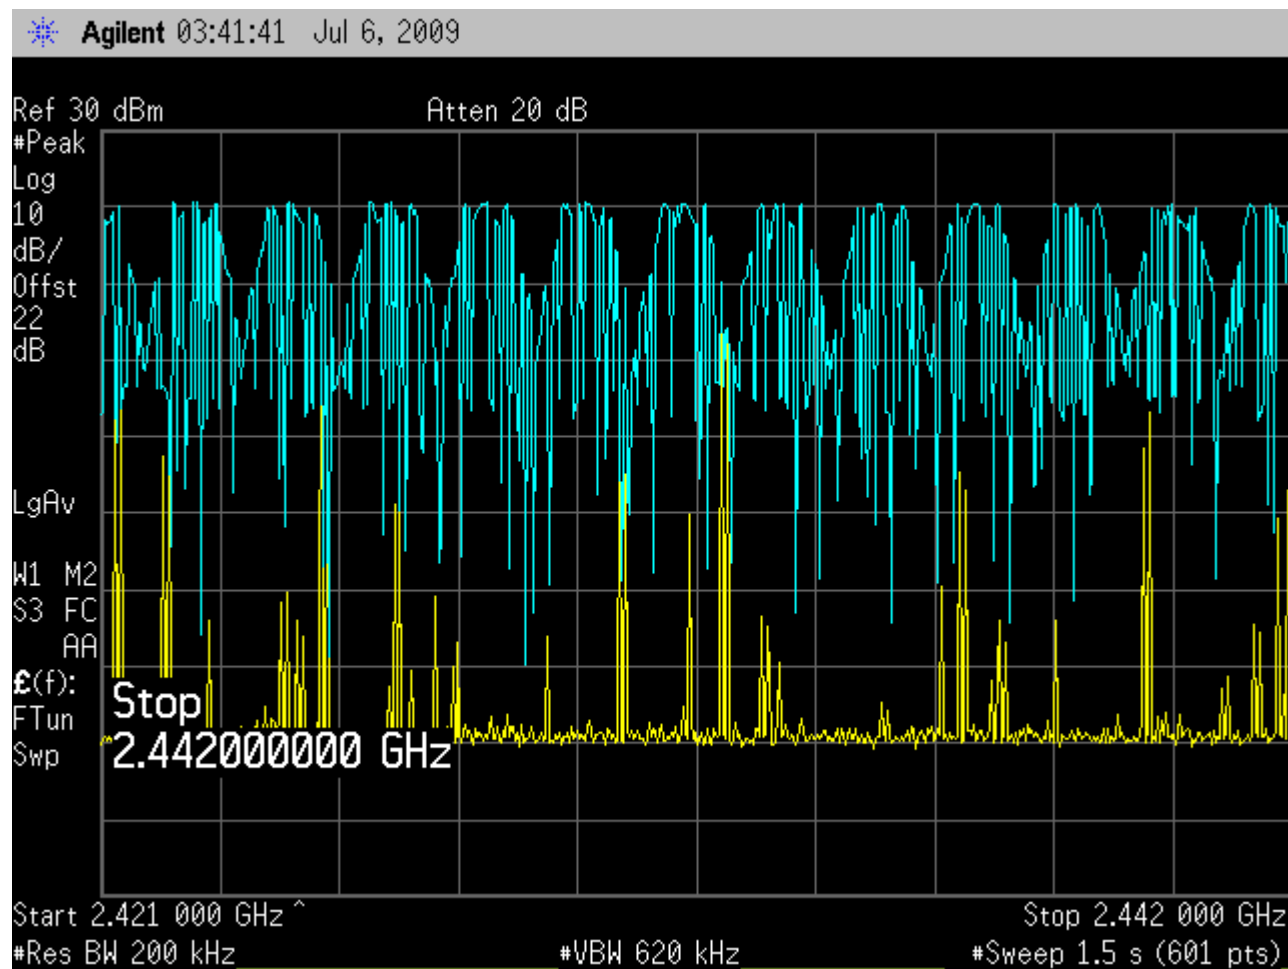 Agilent 03:41:41 Jul 6, 2009
Ref 30 dBm Atten 20 dB
#Peak
Log
10
dB/
Offst
22
dB
LgAv
W1 M2
S3 FC
AA
£(f):
FTun
Swp
Stop
2.442000000 GHz
Start 2.421 000 GHz ^ Stop 2.442 000 GHz
#Res BW 200 kHz #VBW 620 kHz #Sweep 1.5 s (601 pts)